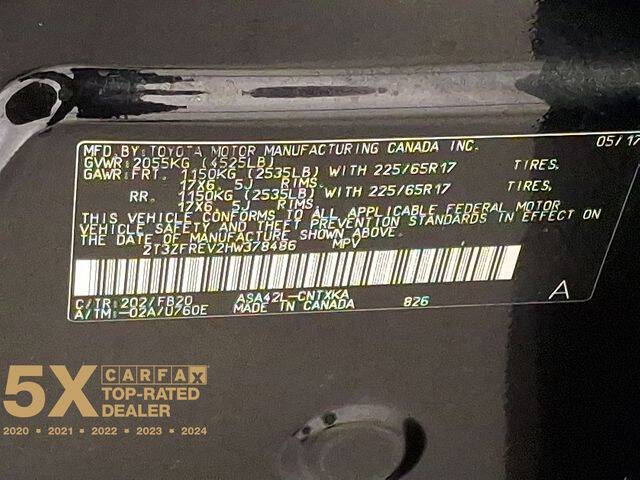 MFD.BY:TOYOTA MOTOR MANUFACTURING CANADA INC. 05/17
GVWR:2055KG (4525LB)
GAWR:FRT. 1150KG (2535LB) WITH 225/65R17 TIRES,
17X6.5J RIMS.
RR. 1150KG (2535LB) WITH 225/65R17 TIRES,
17X6.5J RIMS.
THIS VEHICLE CONFORMS TO ALL APPLICABLE FEDERAL MOTOR
VEHICLE SAFETY AND THEFT PREVENTION STANDARDS IN EFFECT ON
THE DATE OF MANUFACTURE SHOWN ABOVE.
2T3ZFREV2HW378486 MPV
C/TR:202/FB20 ASA42L-CNTXKA A
A/TM:-02A/U760E MADE IN CANADA 826
5X CARFAX
TOP-RATED
DEALER
2020 • 2021 • 2022 • 2023 • 2024